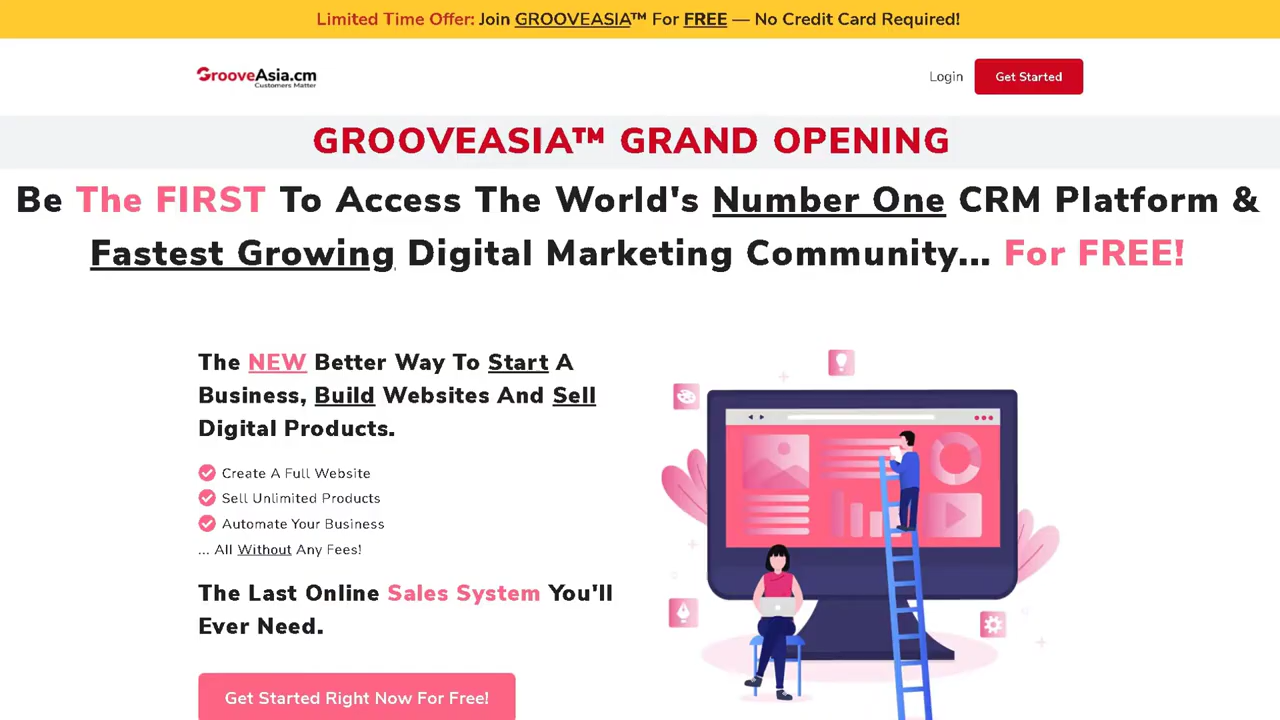 Limited Time Offer: Join GROOVEASIA™ For FREE — No Credit Card Required!
GrooveAsia.cm
Customers Matter
Login
Get Started
GROOVEASIA™ GRAND OPENING
Be The FIRST To Access The World's Number One CRM Platform &
Fastest Growing Digital Marketing Community... For FREE!
The NEW Better Way To Start A
Business, Build Websites And Sell
Digital Products.
Create A Full Website
Sell Unlimited Products
Automate Your Business
... All Without Any Fees!
The Last Online Sales System You'll
Ever Need.
Get Started Right Now For Free!